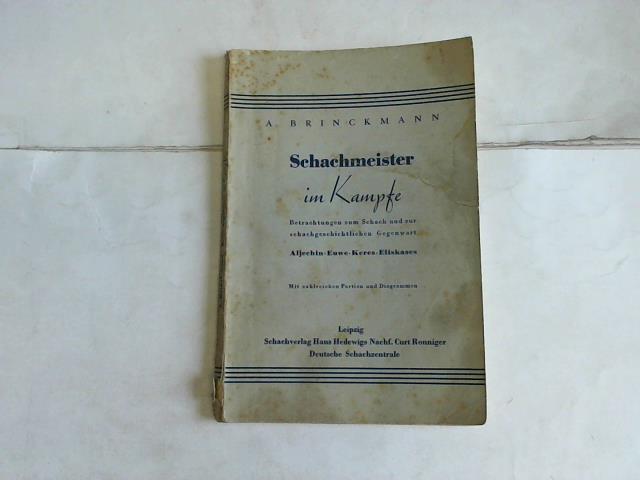 A. BRINCKMANN
Schachmeister
im Kampfe
Betrachtungen zum Schach und zur
schachgeschichtlichen Gegenwart
Aljechin-Euwe-Keres-Eliskases
Mit zahlreichen Partien und Diagrammen
Leipzig
Schachverlag Hans Hedewigs Nachf. Curt Ronniger
Deutsche Schachzentrale